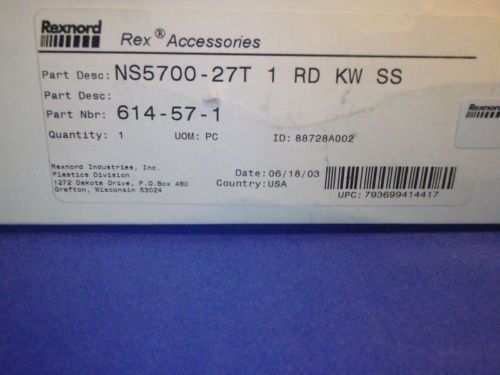 Rexnord
Rex® Accessories
Part Desc: NS5700-27T 1 RD KW SS
Part Desc:
Part Nbr: 614-57-1
Quantity: 1 UOM: PC ID: 88728A002
Rexnord Industries, Inc.
Plastics Division
1272 Dakota Drive, P.O.Box 480
Grafton, Wisconsin 53024
Date: 06/18/03
Country: USA
UPC: 793699414417
Rexnord